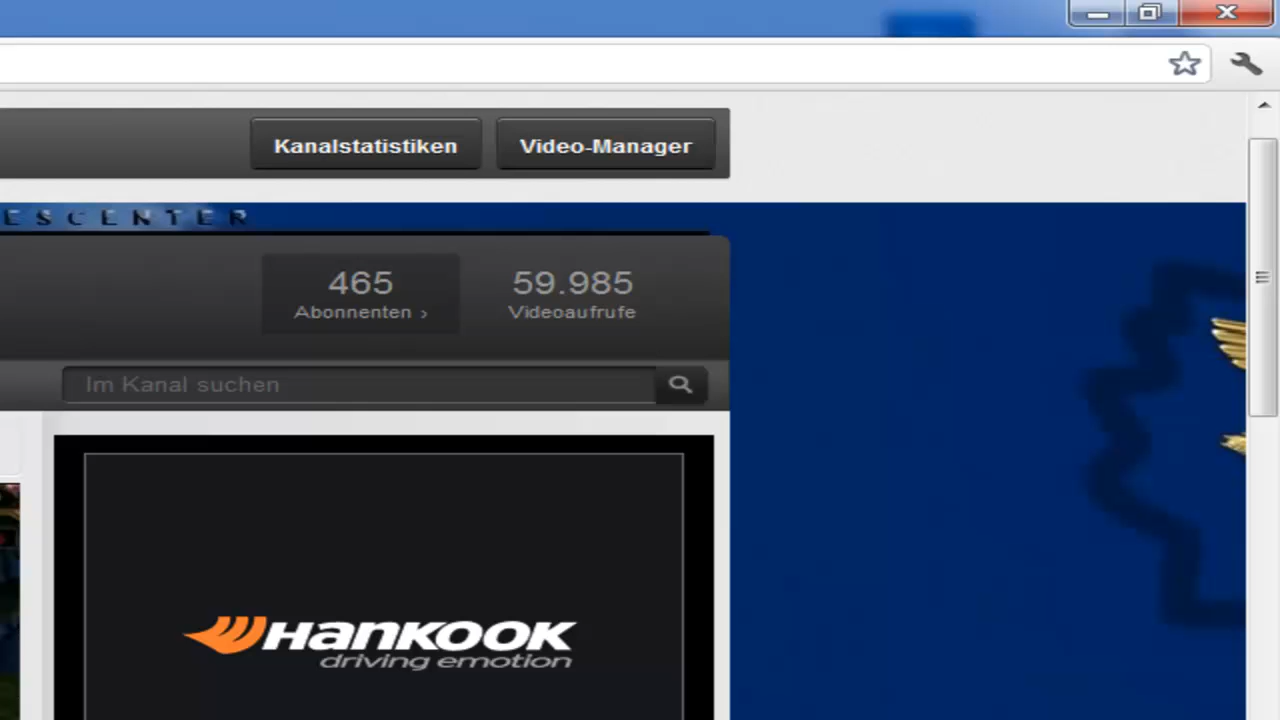 Kanalstatistiken Video-Manager
ESCENTER
465 59.985
Abonnenten › Videoaufrufe
Im Kanal suchen
HANKOOK
driving emotion